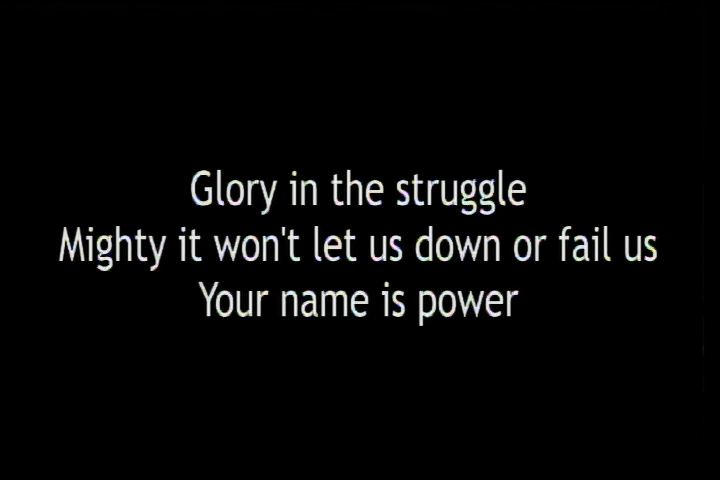 Glory in the struggle
Mighty it won't let us down or fail us
Your name is power